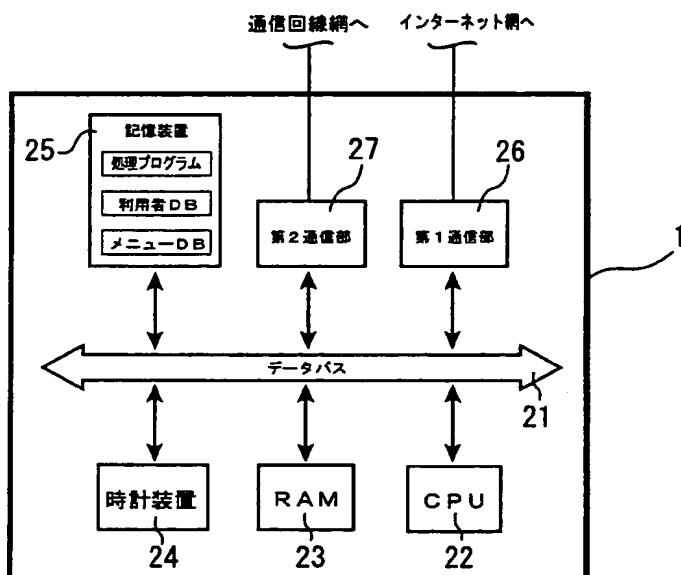 通信回線網へ
インターネット網へ
25
記憶装置
処理プログラム
利用者DB
メニューDB
27
第2通信部
26
第1通信部
1
データバス
21
時計装置
24
RAM
23
CPU
22